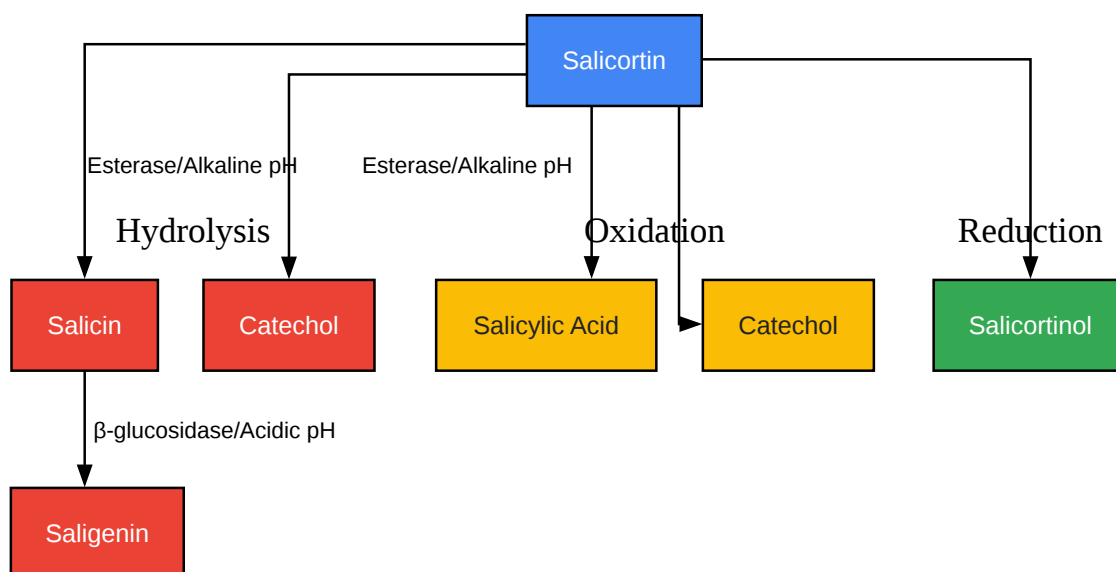 Salicortin
Esterase/Alkaline pH
Esterase/Alkaline pH
Hydrolysis
Oxidation
Reduction
Salicin
Catechol
Salicylic Acid
Catechol
Salicortinol
β-glucosidase/Acidic pH
Saligenin